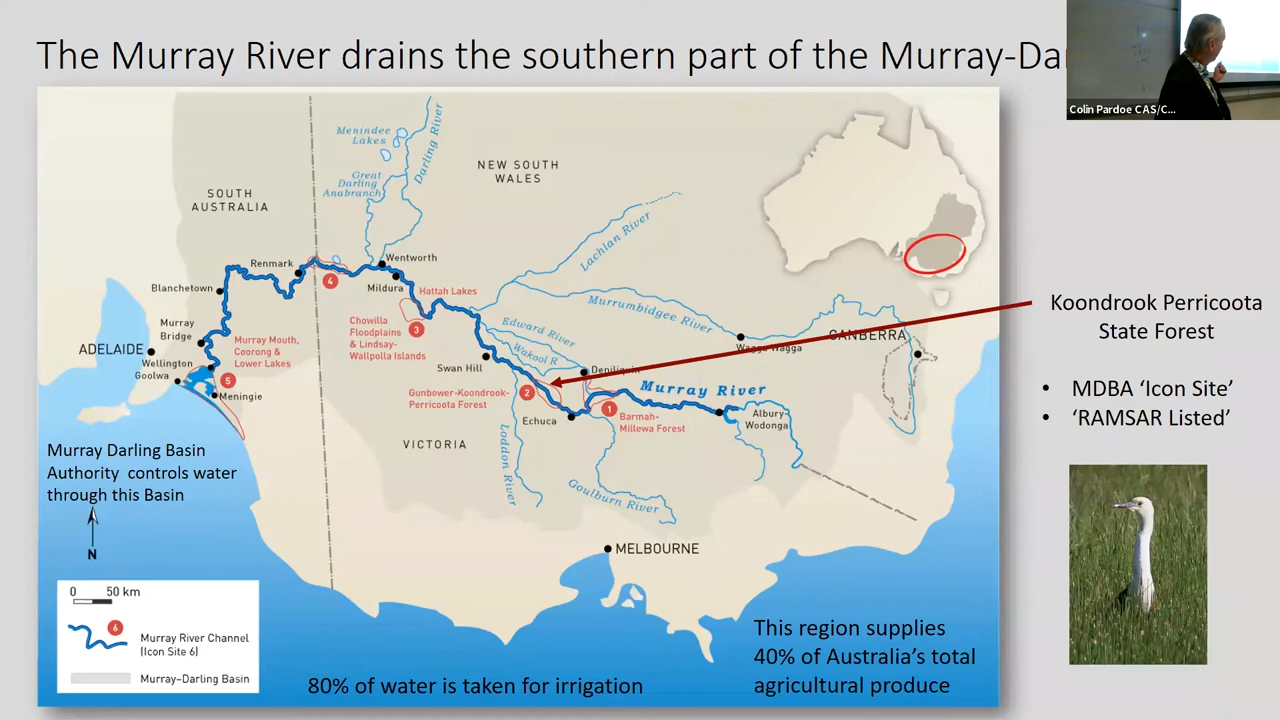 The Murray River drains the southern part of the Murray-Da
Colin Pardoe CAS/C...
Menindee
Lakes
Darling River
Great
Darling
Anabranch
NEW SOUTH
WALES
SOUTH
AUSTRALIA
Lachlan River
Renmark
4
Wentworth
Mildura
Blanchetown
Hattah Lakes
3
Chowilla
Floodplains
& Lindsay-
Wallpolla Islands
Murrumbidgee River
Koondrook Perricoota
State Forest
Murray
Bridge
Edward River
Wakool R
Wagga Wagga
CANBERRA
ADELAIDE
Wellington
Goolwa
Murray Mouth,
Coorong &
Lower Lakes
5
Meningie
Swan Hill
Deniliquin
Murray River
Gunbower-Koondrook-
Perricoota Forest
2
1
Barmah-
Millewa Forest
Echuca
Albury-
Wodonga
• MDBA ‘Icon Site’
• ‘RAMSAR Listed’
VICTORIA
Loddon River
Goulburn River
Murray Darling Basin
Authority controls water
through this Basin
N
MELBOURNE
0 50 km
6
Murray River Channel
(Icon Site 6)
Murray–Darling Basin
80% of water is taken for irrigation
This region supplies
40% of Australia’s total
agricultural produce